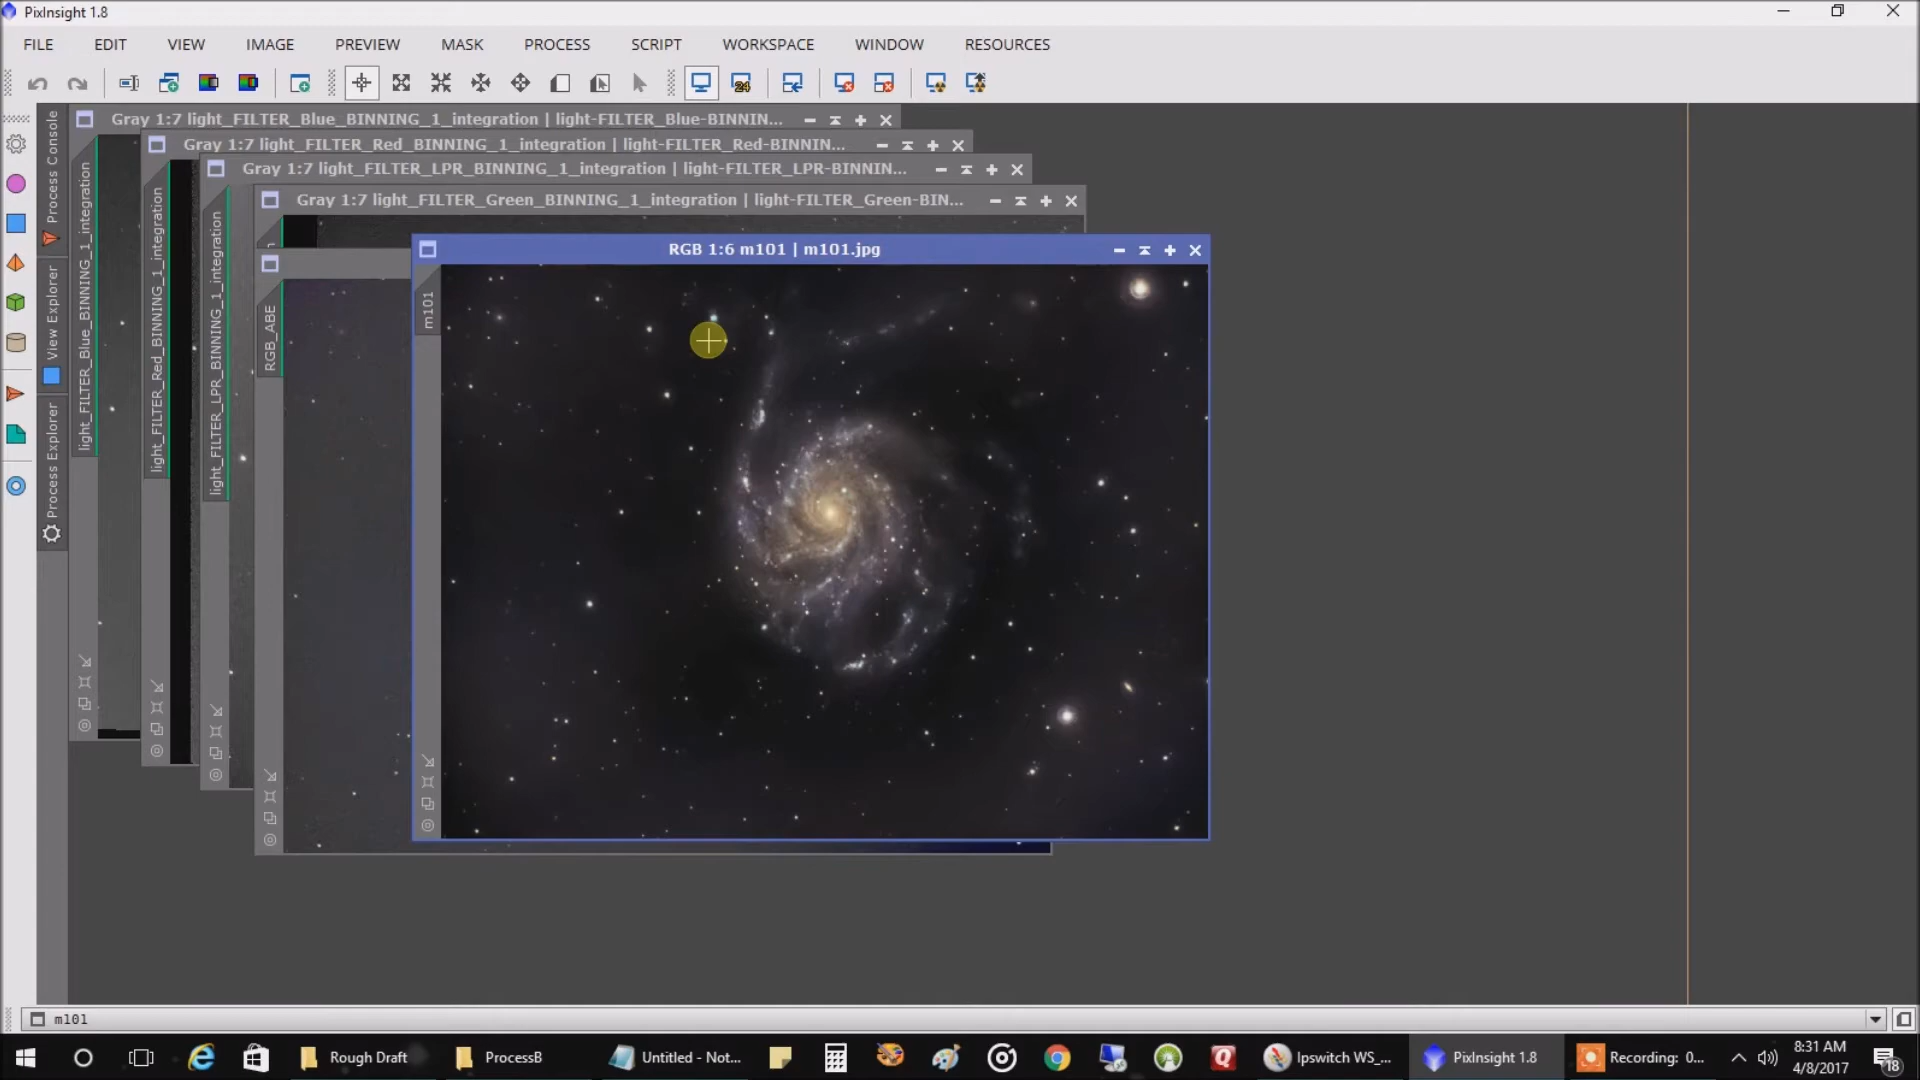 PixInsight 1.8
FILE EDIT VIEW IMAGE PREVIEW MASK PROCESS SCRIPT WORKSPACE WINDOW RESOURCES
24
Gray 1:7 light_FILTER_Blue_BINNING_1_integration | light-FILTER_Blue-BINNIN...
Gray 1:7 light_FILTER_Red_BINNING_1_integration | light-FILTER_Red-BINNIN...
Gray 1:7 light_FILTER_LPR_BINNING_1_integration | light-FILTER_LPR-BINNIN...
Gray 1:7 light_FILTER_Green_BINNING_1_integration | light-FILTER_Green-BIN...
RGB 1:6 m101 | m101.jpg
Process Console
View Explorer
Process Explorer
light_FILTER_Blue_BINNING_1_integration
light_FILTER_Red_BINNING_1_integration
light_FILTER_LPR_BINNING_1_integration
n
RGB_ABE
m101
m101
Rough Draft
ProcessB
Untitled - Not...
Ipswitch WS_...
PixInsight 1.8
Recording: 0...
8:31 AM
4/8/2017
18